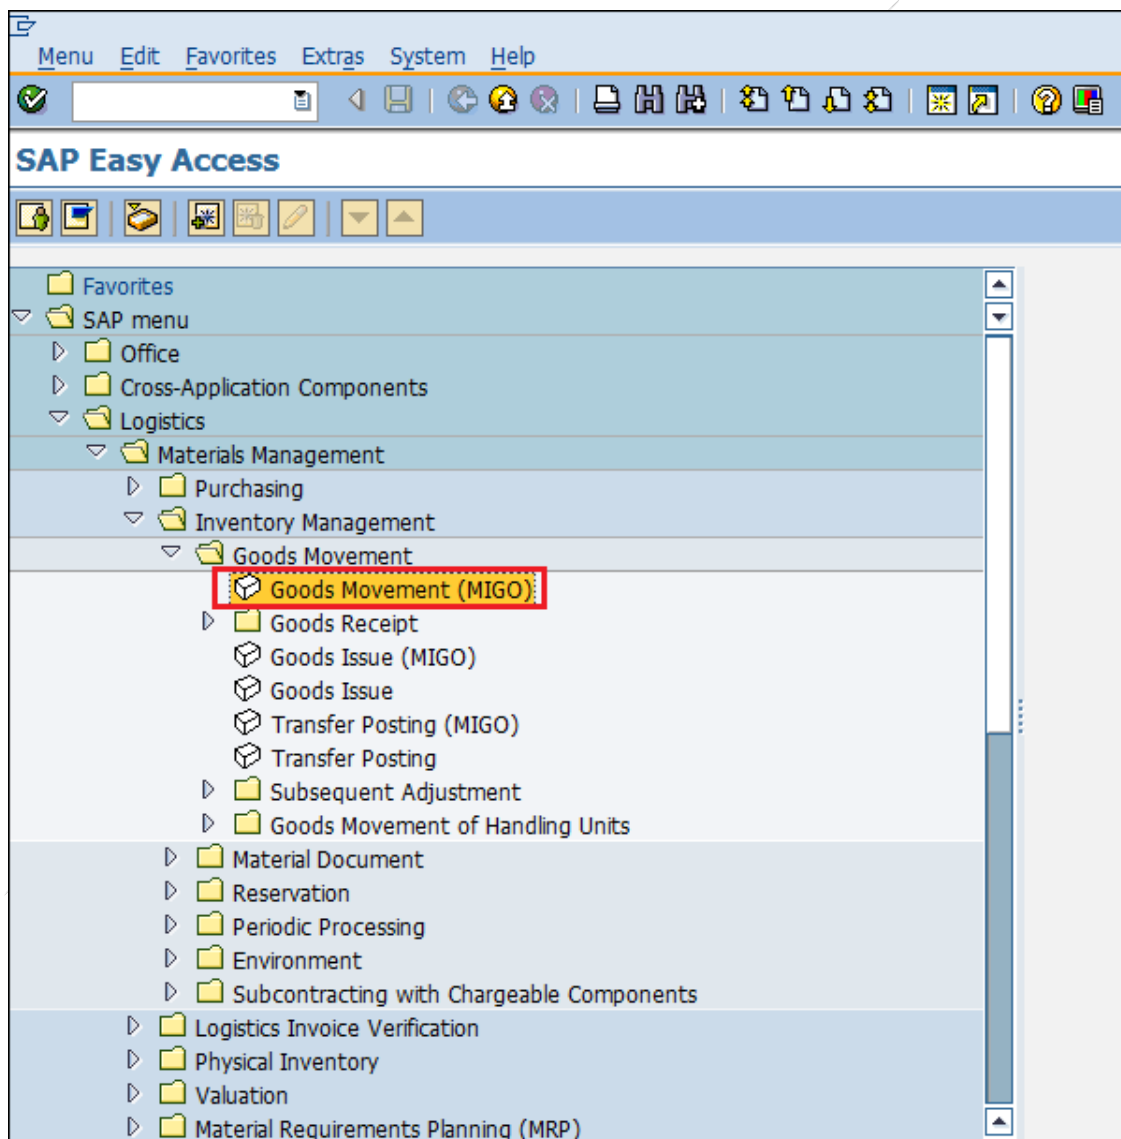 Menu Edit Favorites Extras System Help
SAP Easy Access
Favorites
SAP menu
Office
Cross-Application Components
Logistics
Materials Management
Purchasing
Inventory Management
Goods Movement
Goods Movement (MIGO)
Goods Receipt
Goods Issue (MIGO)
Goods Issue
Transfer Posting (MIGO)
Transfer Posting
Subsequent Adjustment
Goods Movement of Handling Units
Material Document
Reservation
Periodic Processing
Environment
Subcontracting with Chargeable Components
Logistics Invoice Verification
Physical Inventory
Valuation
Material Requirements Planning (MRP)